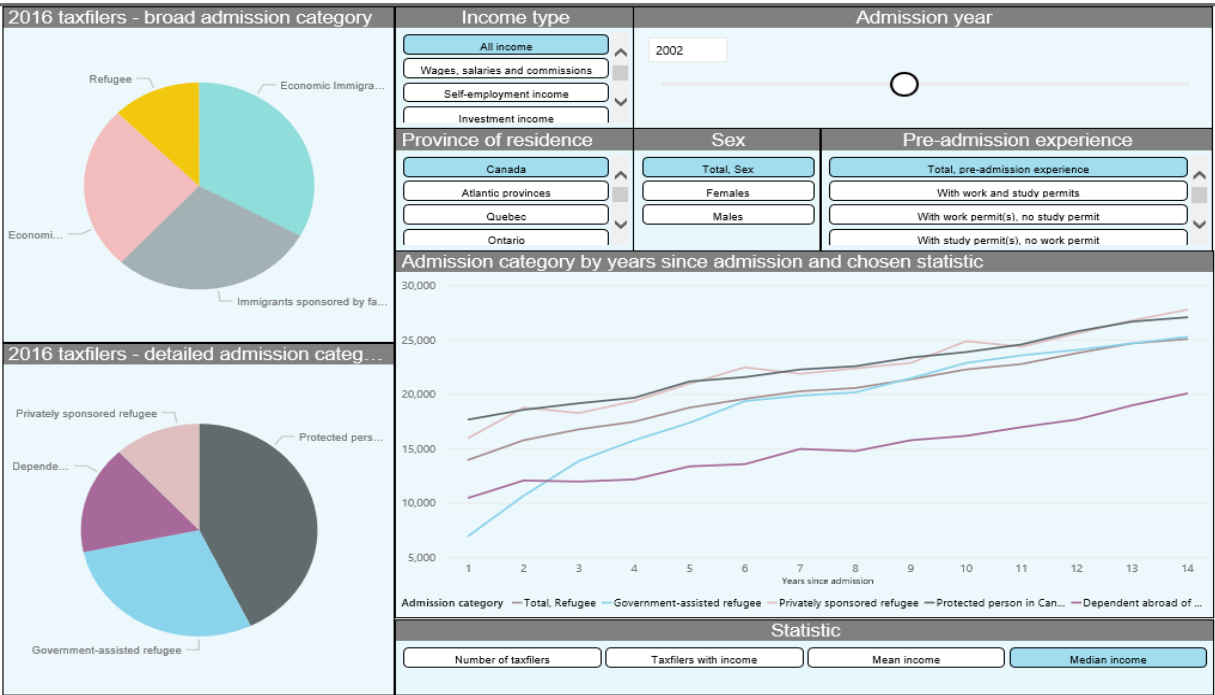 2016 taxfilers - broad admission category
Refugee
Economic Immigra...
Economi...
Immigrants sponsored by fa...
2016 taxfilers - detailed admission categ...
Privately sponsored refugee
Protected pers...
Depende...
Government-assisted refugee
Income type
All income
Wages, salaries and commissions
Self-employment income
Investment income
Admission year
2002
Province of residence
Canada
Atlantic provinces
Quebec
Ontario
Sex
Total, Sex
Females
Males
Pre-admission experience
Total, pre-admission experience
With work and study permits
With work permit(s), no study permit
With study permit(s), no work permit
Admission category by years since admission and chosen statistic
30,000
25,000
20,000
15,000
10,000
5,000
1 2 3 4 5 6 7 8 9 10 11 12 13 14
Years since admission
Admission category Total, Refugee Government-assisted refugee Privately sponsored refugee Protected person in Can... Dependent abroad of ...
Statistic
Number of taxfilers
Taxfilers with income
Mean income
Median income